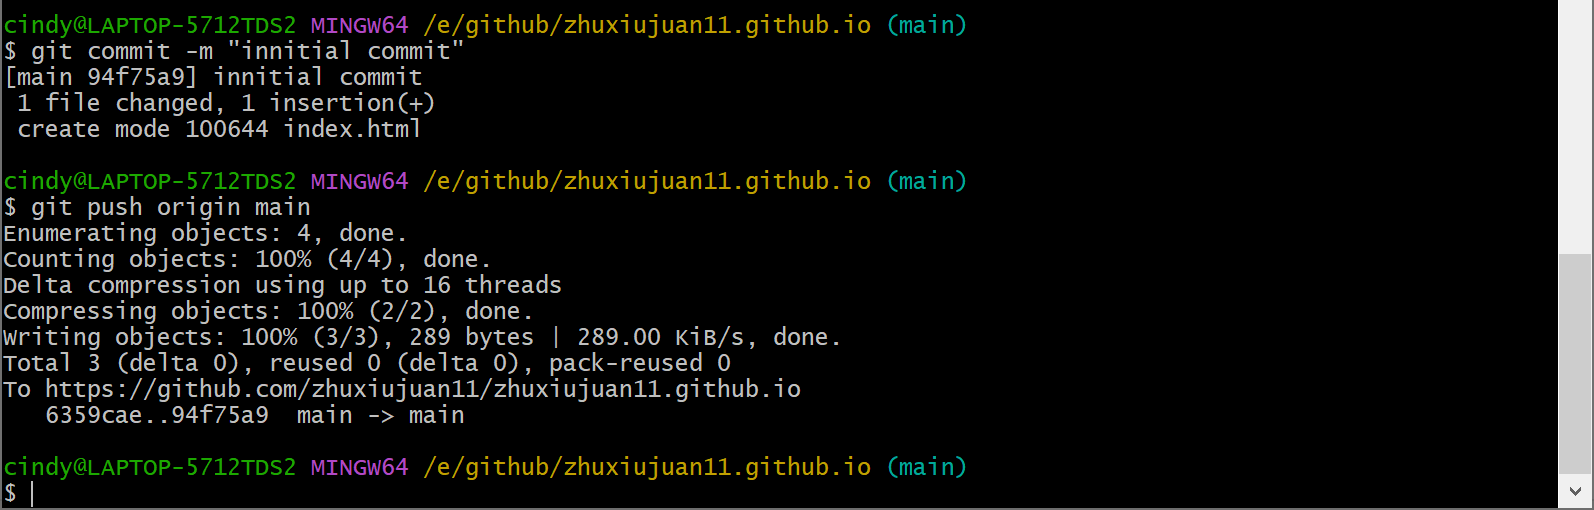 cindy@LAPTOP-5712TDS2 MINGW64 /e/github/zhuxiujuan11.github.io (main)
$ git commit -m "innitial commit"
[main 94f75a9] innitial commit
 1 file changed, 1 insertion(+)
 create mode 100644 index.html
cindy@LAPTOP-5712TDS2 MINGW64 /e/github/zhuxiujuan11.github.io (main)
$ git push origin main
Enumerating objects: 4, done.
Counting objects: 100% (4/4), done.
Delta compression using up to 16 threads
Compressing objects: 100% (2/2), done.
Writing objects: 100% (3/3), 289 bytes | 289.00 KiB/s, done.
Total 3 (delta 0), reused 0 (delta 0), pack-reused 0
To https://github.com/zhuxiujuan11/zhuxiujuan11.github.io
   6359cae..94f75a9  main -> main
cindy@LAPTOP-5712TDS2 MINGW64 /e/github/zhuxiujuan11.github.io (main)
$